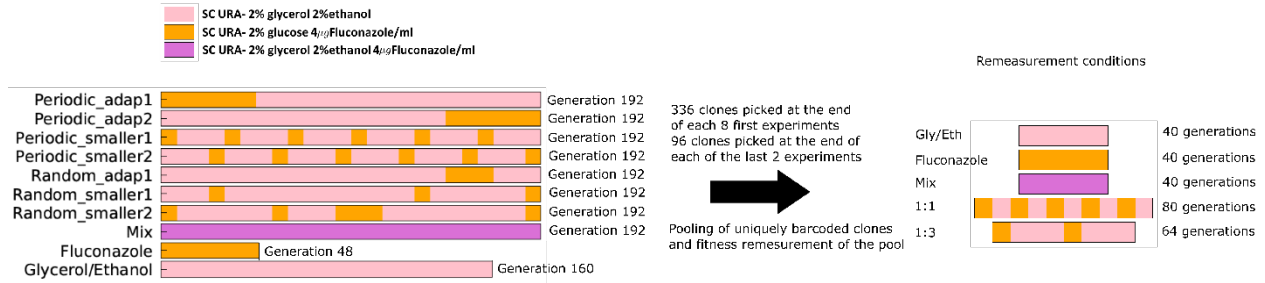 SC URA- 2% glycerol 2%ethanol
SC URA- 2% glucose 4µgFluconazole/ml
SC URA- 2% glycerol 2%ethanol 4µgFluconazole/ml
Periodic_adap1
Generation 192
Periodic_adap2
Generation 192
Periodic_smaller1
Generation 192
Periodic_smaller2
Generation 192
Random_adap1
Generation 192
Random_smaller1
Generation 192
Random_smaller2
Generation 192
Mix
Generation 192
Fluconazole
Generation 48
Glycerol/Ethanol
Generation 160
336 clones picked at the end
of each 8 first experiments
96 clones picked at the end of
each of the last 2 experiments
Pooling of uniquely barcoded clones
and fitness remesurement of the pool
Remeasurement conditions
Gly/Eth
40 generations
Fluconazole
40 generations
Mix
40 generations
1:1
80 generations
1:3
64 generations